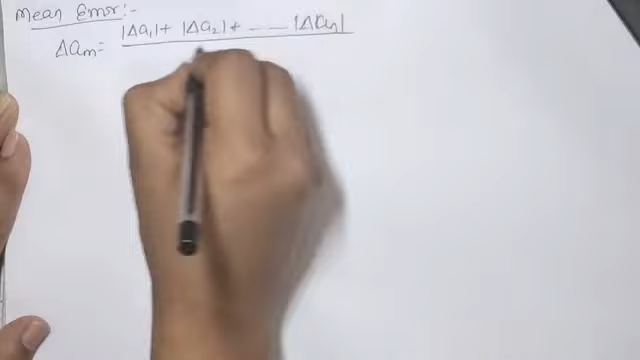 Mean Error:-
Δam = |Δa₁| + |Δa₂| + ..... |Δan|